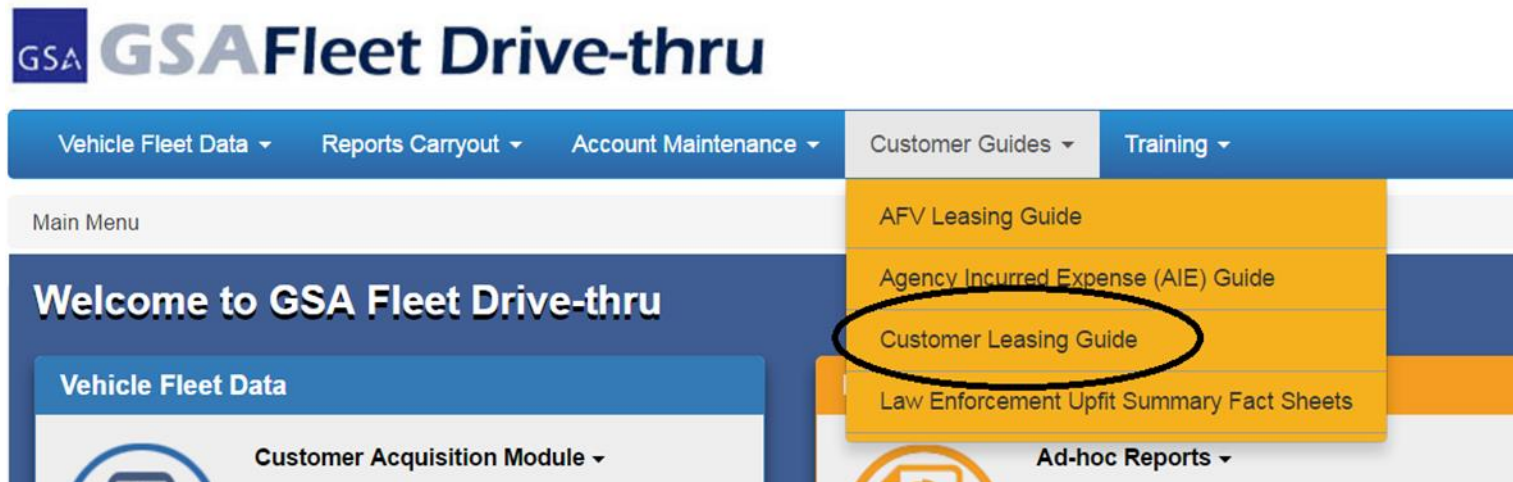 GSA GSAFleet Drive-thru
Vehicle Fleet Data Reports Carryout Account Maintenance Customer Guides Training
Main Menu
AFV Leasing Guide
Agency Incurred Expense (AIE) Guide
Customer Leasing Guide
Law Enforcement Upfit Summary Fact Sheets
Welcome to GSA Fleet Drive-thru
Vehicle Fleet Data
Customer Acquisition Module
Ad-hoc Reports